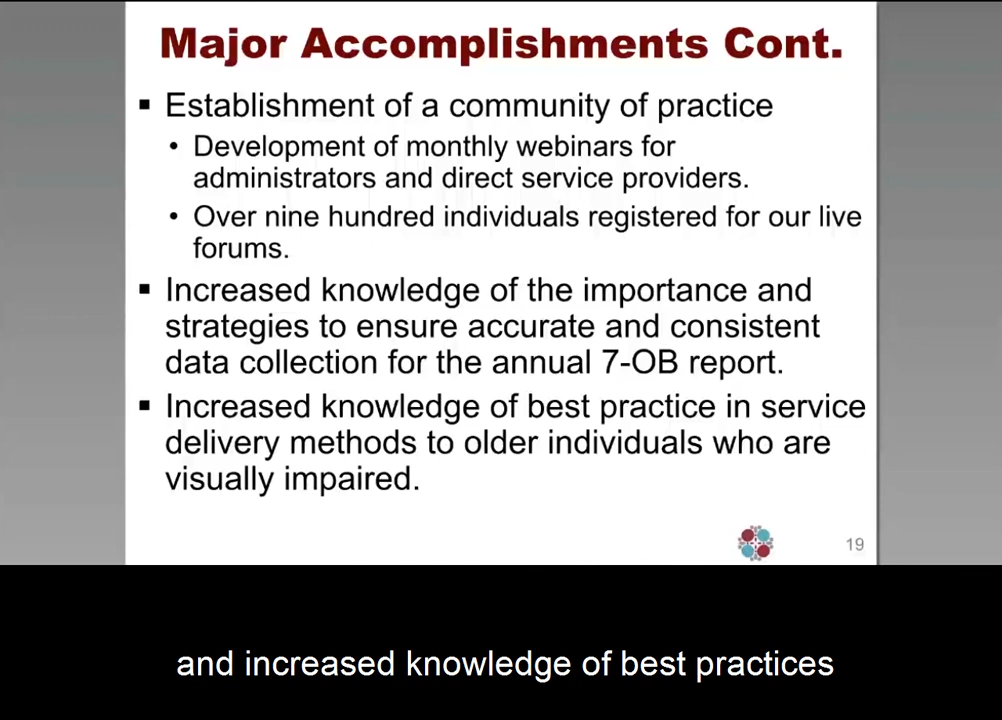 Major Accomplishments Cont.
▪ Establishment of a community of practice
• Development of monthly webinars for
administrators and direct service providers.
• Over nine hundred individuals registered for our live
forums.
▪ Increased knowledge of the importance and
strategies to ensure accurate and consistent
data collection for the annual 7-OB report.
▪ Increased knowledge of best practice in service
delivery methods to older individuals who are
visually impaired.
19
and increased knowledge of best practices